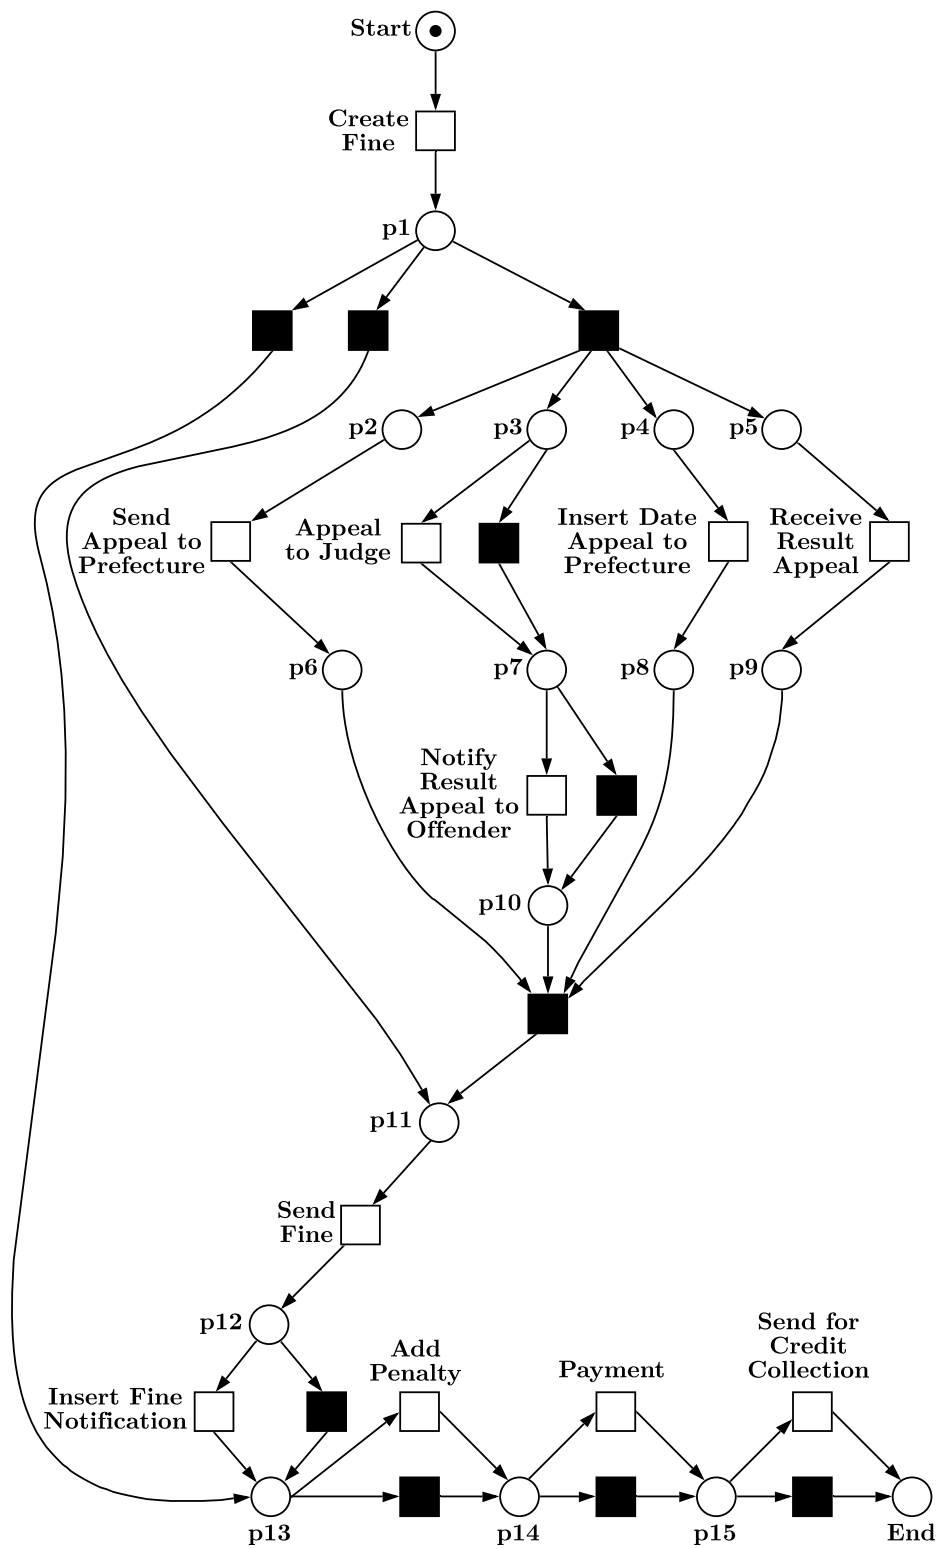 Start
Create
Fine
p1
p2
p3
p4
p5
Send
Appeal to
Prefecture
Appeal
to Judge
Insert Date
Appeal to
Prefecture
Receive
Result
Appeal
p6
p7
p8
p9
Notify
Result
Appeal to
Offender
p10
p11
Send
Fine
p12
Insert Fine
Notification
Add
Penalty
Payment
Send for
Credit
Collection
p13
p14
p15
End